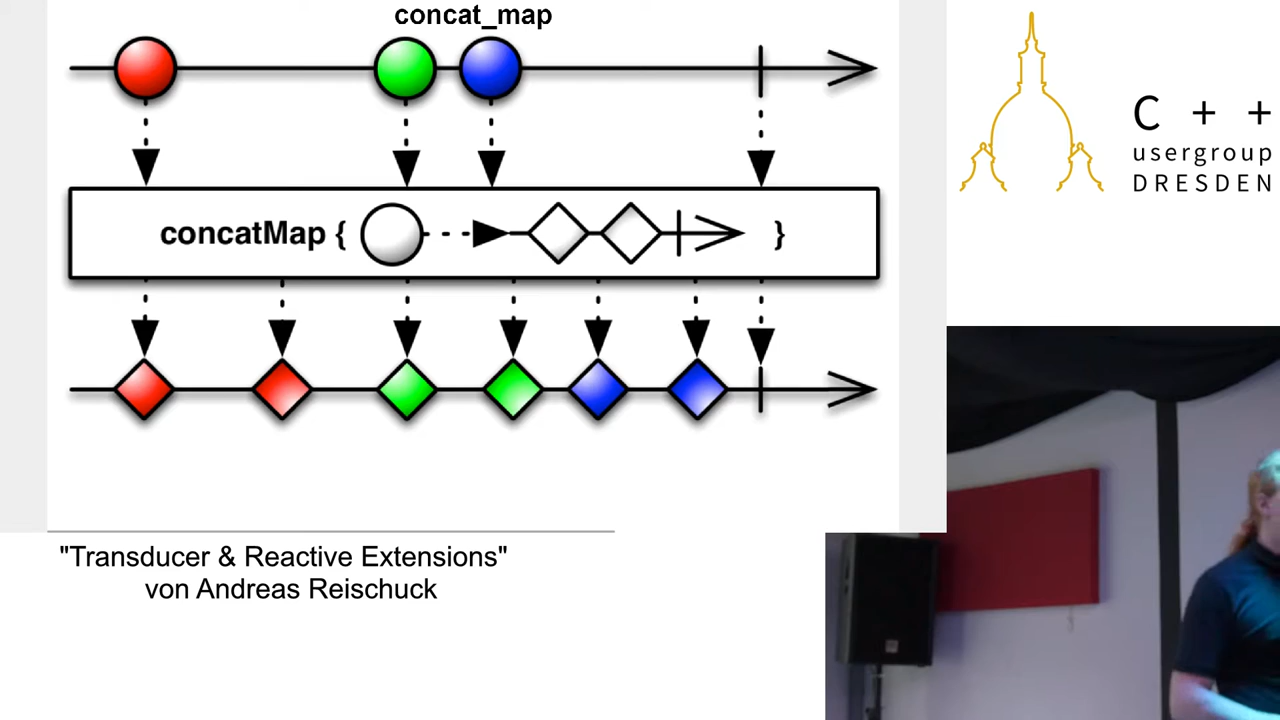 concat_map
concatMap { }
C + +
usergroup
DRESDEN
"Transducer & Reactive Extensions"
von Andreas Reischuck